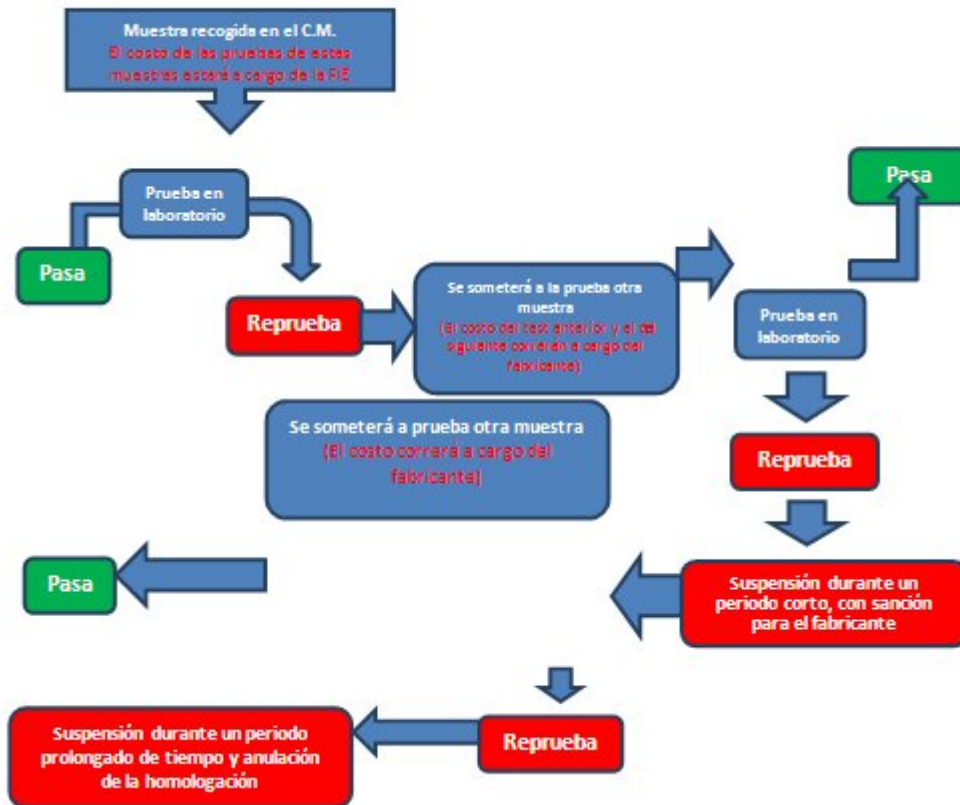 Muestra recogida en el C.M.
El costo de las pruebas de estas
muestras estará a cargo de la FIE
Prueba en
laboratorio
Pasa
Pasa
Reprueba
Se someterá a la prueba otra
muestra
(El costo del test anterior y el del
siguiente correrán a cargo del
fabricante)
Prueba en
laboratorio
Se someterá a prueba otra muestra
(El costo correrá a cargo del
fabricante)
Reprueba
Pasa
Suspensión durante un
periodo corto, con sanción
para el fabricante
Suspensión durante un periodo
prolongado de tiempo y anulación
de la homologación
Reprueba